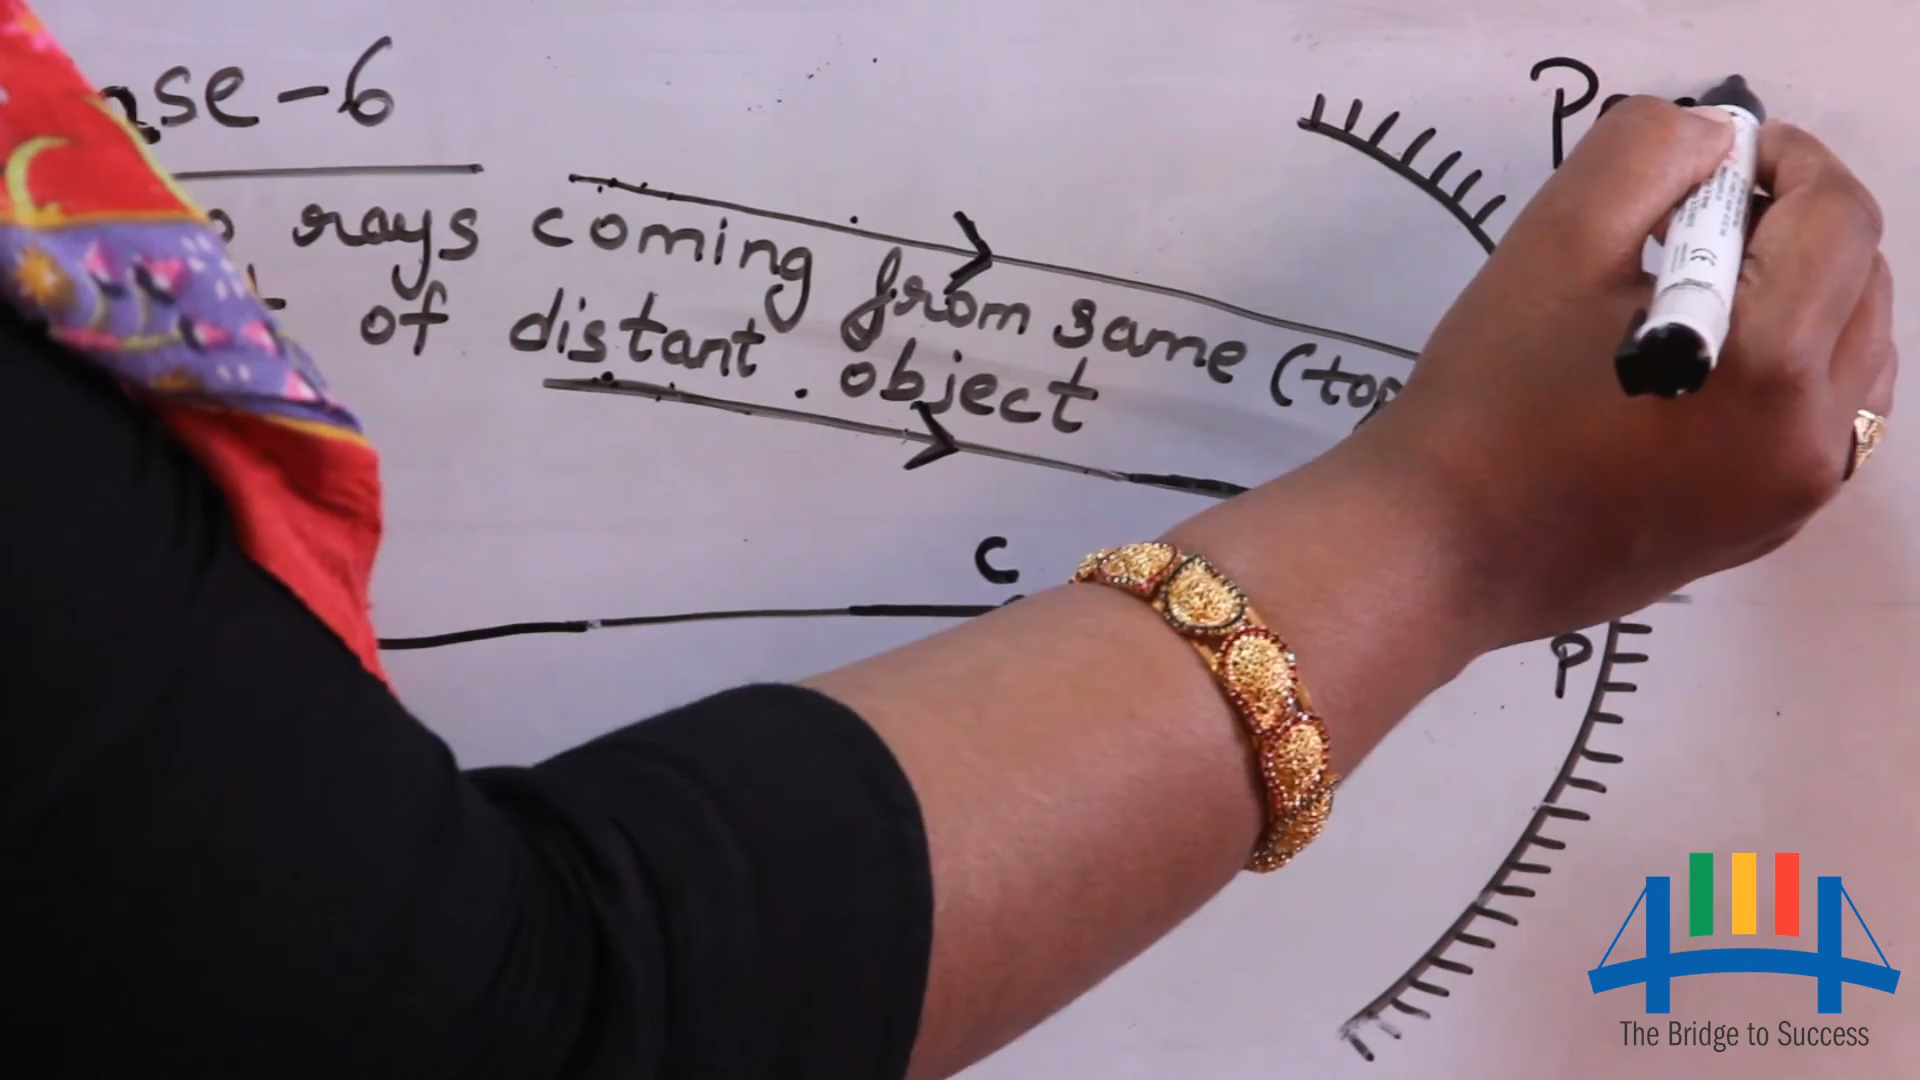 ase-6
rays coming from same (top
of distant object
C
P
The Bridge to Success